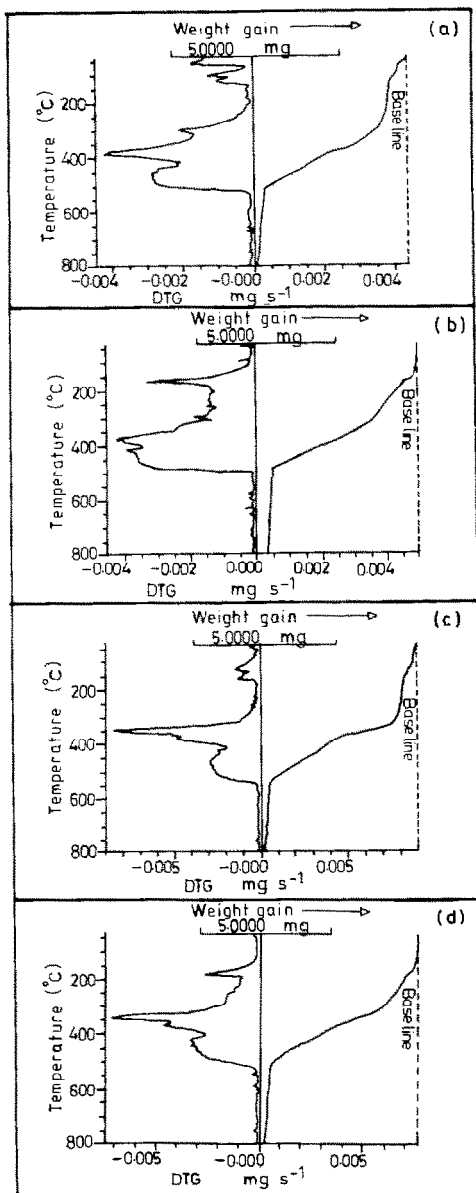 Weight gain (a)
5.0000 mg
200
400
600
800
Temperature (°C)
Base line
-0.004 -0.002 -0.000 0.002 0.004
DTG mg s⁻¹
Weight gain (b)
5.0000 mg
200
400
600
800
Temperature (°C)
Base line
-0.004 -0.002 0.000 0.002 0.004
DTG mg s⁻¹
Weight gain (c)
5.0000 mg
200
400
600
800
Temperature (°C)
Base line
-0.005 -0.000 0.005
DTG mg s⁻¹
Weight gain (d)
5.0000 mg
200
400
600
800
Temperature (°C)
Base line
-0.005 -0.000 0.005
DTG mg s⁻¹